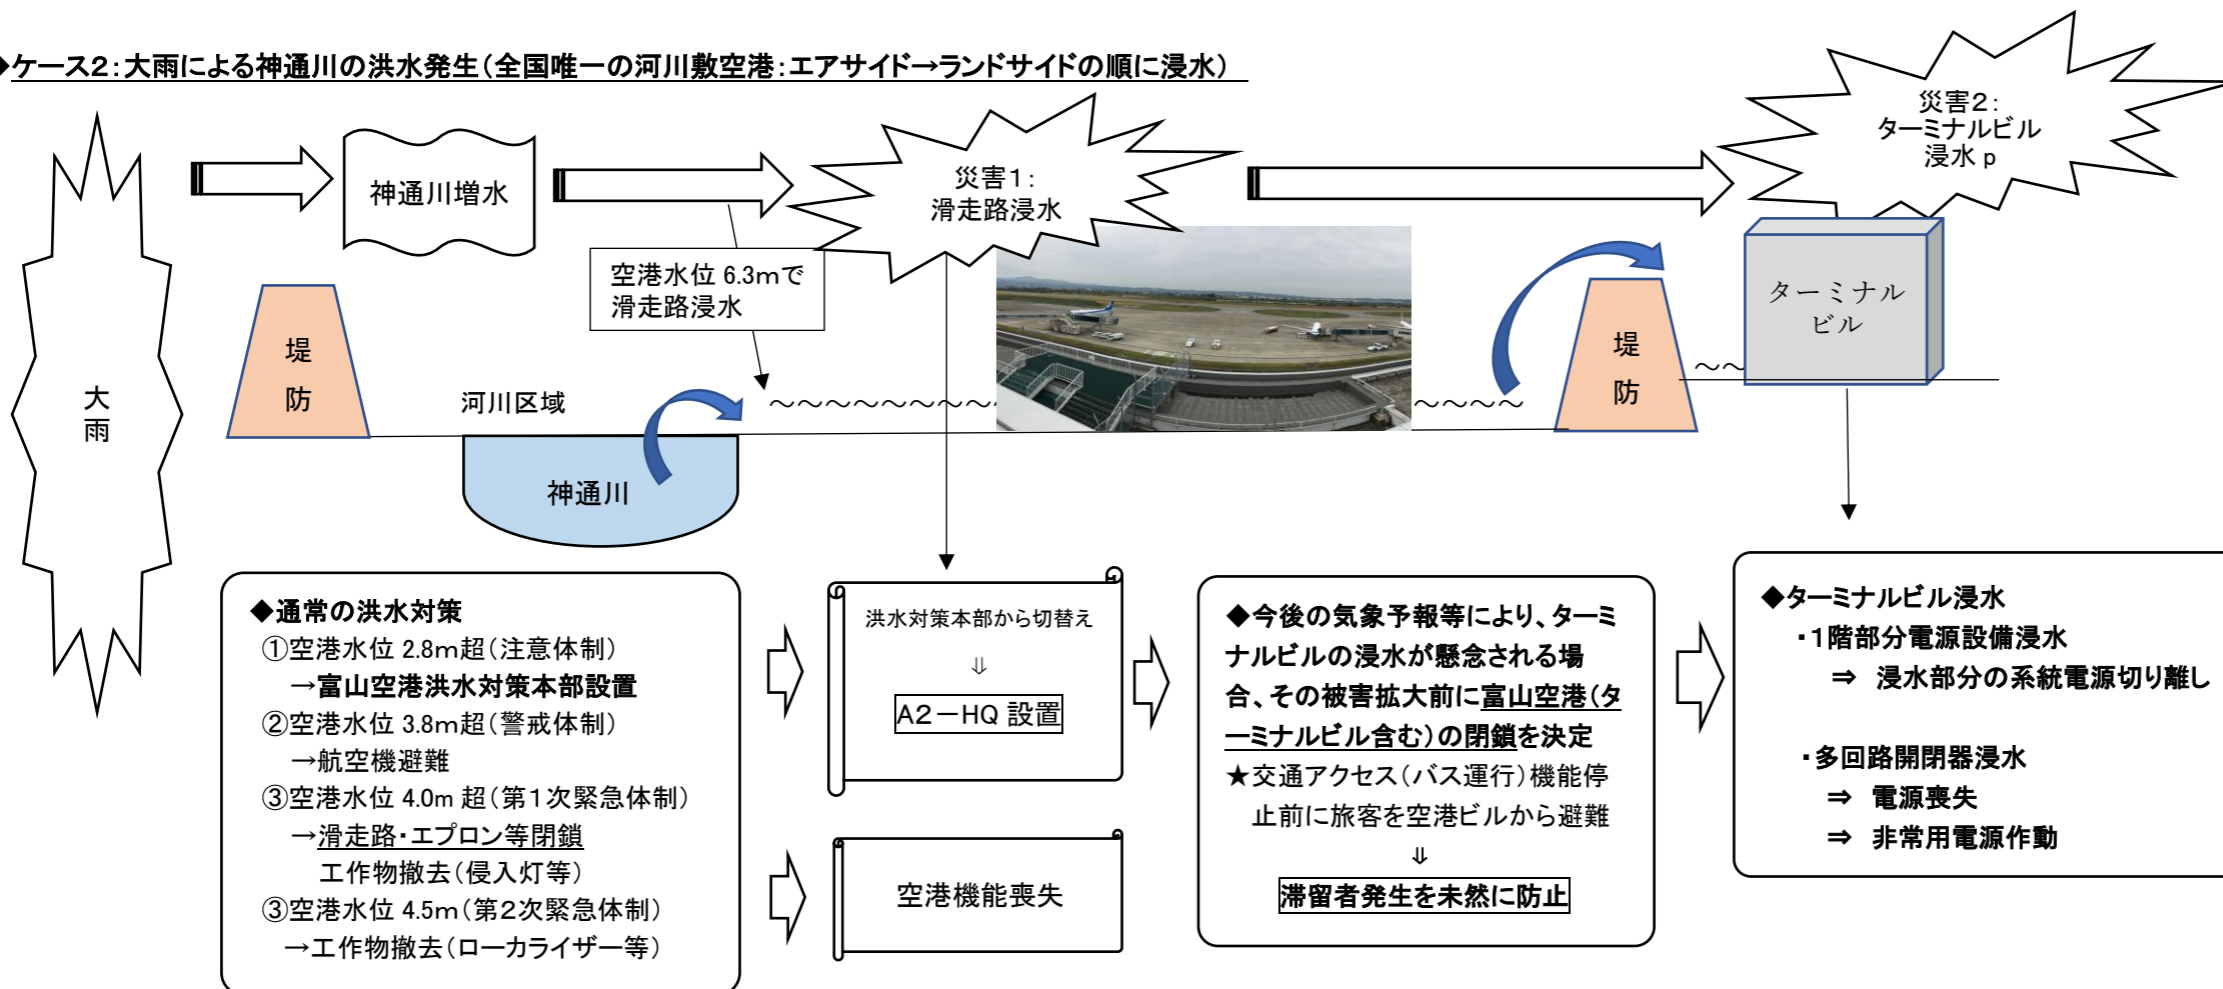 ◆ケース2:大雨による神通川の洪水発生(全国唯一の河川敷空港:エアサイド→ランドサイドの順に浸水)
大
雨
神通川増水
災害1:
滑走路浸水
災害2:
ターミナルビル
浸水 p
空港水位 6.3mで
滑走路浸水
堤
防
河川区域
神通川
~~~~~~~~
~~~~
堤
防
~~
ターミナル
ビル
◆通常の洪水対策
①空港水位 2.8m超(注意体制)
→富山空港洪水対策本部設置
②空港水位 3.8m超(警戒体制)
→航空機避難
③空港水位 4.0m 超(第1次緊急体制)
→滑走路・エプロン等閉鎖
工作物撤去(侵入灯等)
③空港水位 4.5m(第2次緊急体制)
→工作物撤去(ローカライザー等)
洪水対策本部から切替え
⇓
A2-HQ 設置
空港機能喪失
◆今後の気象予報等により、ターミ
ナルビルの浸水が懸念される場
合、その被害拡大前に富山空港(タ
ーミナルビル含む)の閉鎖を決定
★交通アクセス(バス運行)機能停
止前に旅客を空港ビルから避難
⇓
滞留者発生を未然に防止
◆ターミナルビル浸水
・1階部分電源設備浸水
⇒ 浸水部分の系統電源切り離し
・多回路開閉器浸水
⇒ 電源喪失
⇒ 非常用電源作動